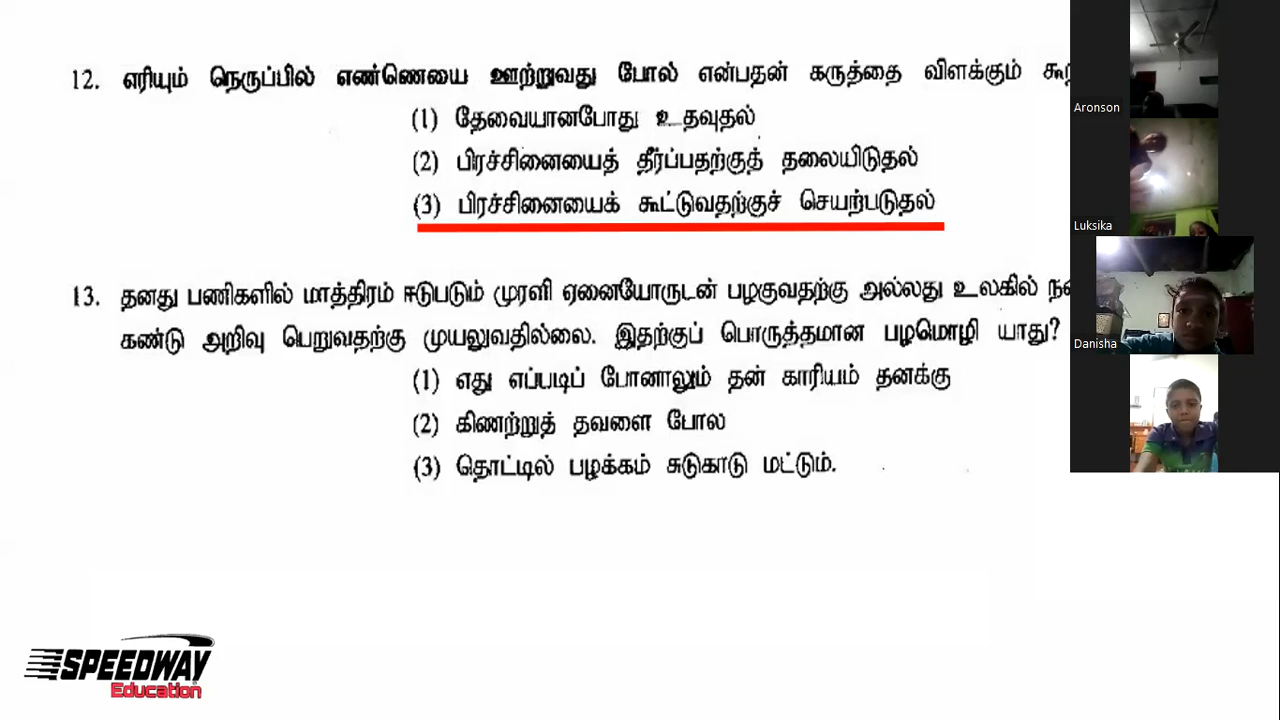 12. எரியும் நெருப்பில் எண்ணெயை ஊற்றுவது போல் என்பதன் கருத்தை விளக்கும்
(1) தேவையானபோது உதவுதல்
(2) பிரச்சினையைத் தீர்ப்பதற்குத் தலையிடுதல்
(3) பிரச்சினையைக் கூட்டுவதற்குச் செயற்படுதல்
13. தனது பணிகளில் மாத்திரம் ஈடுபடும் முரளி ஏனையோருடன் பழகுவதற்கு அல்லது உலகில்
கண்டு அறிவு பெறுவதற்கு முயலுவதில்லை. இதற்குப் பொருத்தமான பழமொழி யாது?
(1) எது எப்படிப் போனாலும் தன் காரியம் தனக்கு
(2) கிணற்றுத் தவளை போல
(3) தொட்டில் பழக்கம் சுடுகாடு மட்டும்.
Aronson
Luksika
Danisha
SPEEDWAY
Education